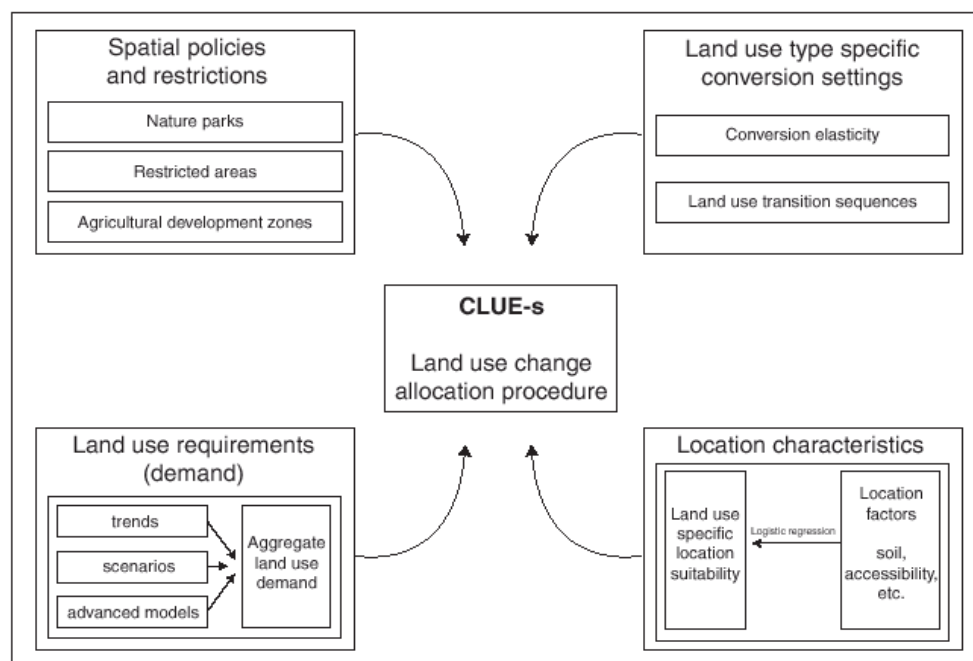 Spatial policies
and restrictions
Nature parks
Restricted areas
Agricultural development zones
Land use type specific
conversion settings
Conversion elasticity
Land use transition sequences
CLUE-s
Land use change
allocation procedure
Land use requirements
(demand)
trends
scenarios
advanced models
Aggregate
land use
demand
Location characteristics
Land use
specific
location
suitability
Logistic regression
Location
factors
soil,
accessibility,
etc.